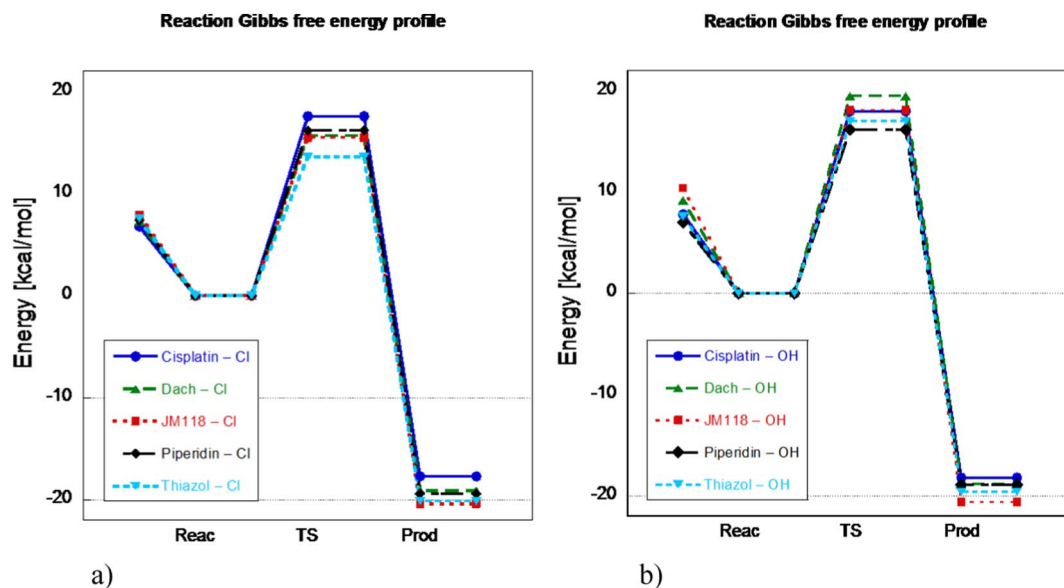 Reaction Gibbs free energy profile
Energy [kcal/mol]
20
10
0
-10
-20
Cisplatin – Cl
Dach – Cl
JM118 – Cl
Piperidin – Cl
Thiazol – Cl
Reac TS Prod
a)
Reaction Gibbs free energy profile
Energy [kcal/mol]
20
10
0
-10
-20
Cisplatin – OH
Dach – OH
JM118 – OH
Piperidin – OH
Thiazol – OH
Reac TS Prod
b)